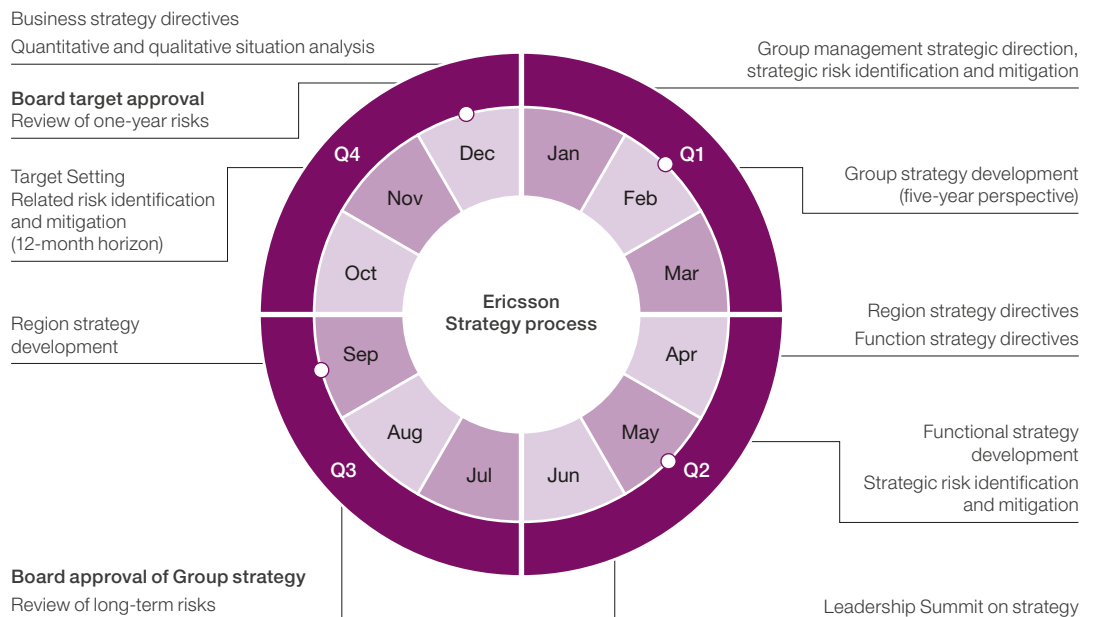 Business strategy directives
Quantitative and qualitative situation analysis
Board target approval
Review of one-year risks
Target Setting
Related risk identification
and mitigation
(12-month horizon)
Region strategy
development
Board approval of Group strategy
Review of long-term risks
Group management strategic direction,
strategic risk identification and mitigation
Group strategy development
(five-year perspective)
Region strategy directives
Function strategy directives
Functional strategy
development
Strategic risk identification
and mitigation
Leadership Summit on strategy
Q1
Q2
Q3
Q4
Jan
Feb
Mar
Apr
May
Jun
Jul
Aug
Sep
Oct
Nov
Dec
Ericsson
Strategy process